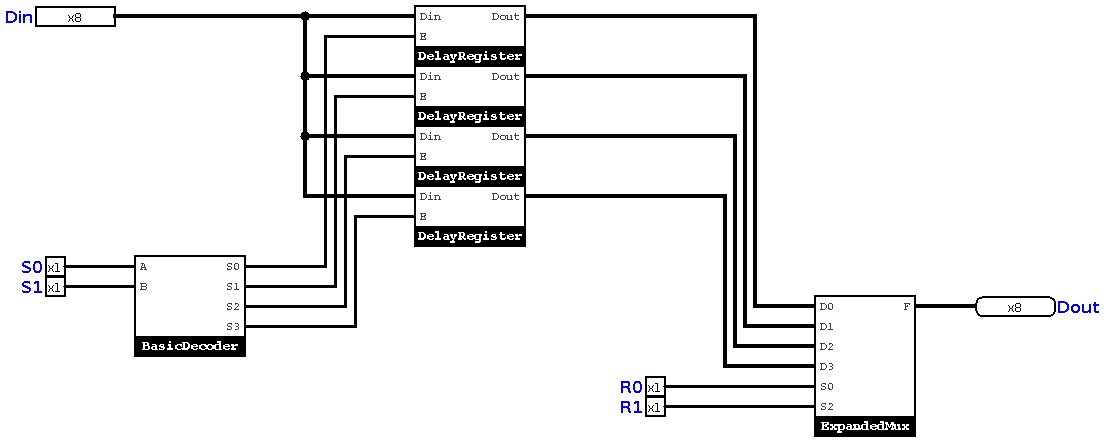 Din x8
Din Dout
E
DelayRegister
Din Dout
E
DelayRegister
Din Dout
E
DelayRegister
Din Dout
E
DelayRegister
S0 x1 A S0
S1 x1 B S1
S2
S3
BasicDecoder
D0 F x8 Dout
D1
D2
D3
R0 x1 S0
R1 x1 S2
ExpandedMux